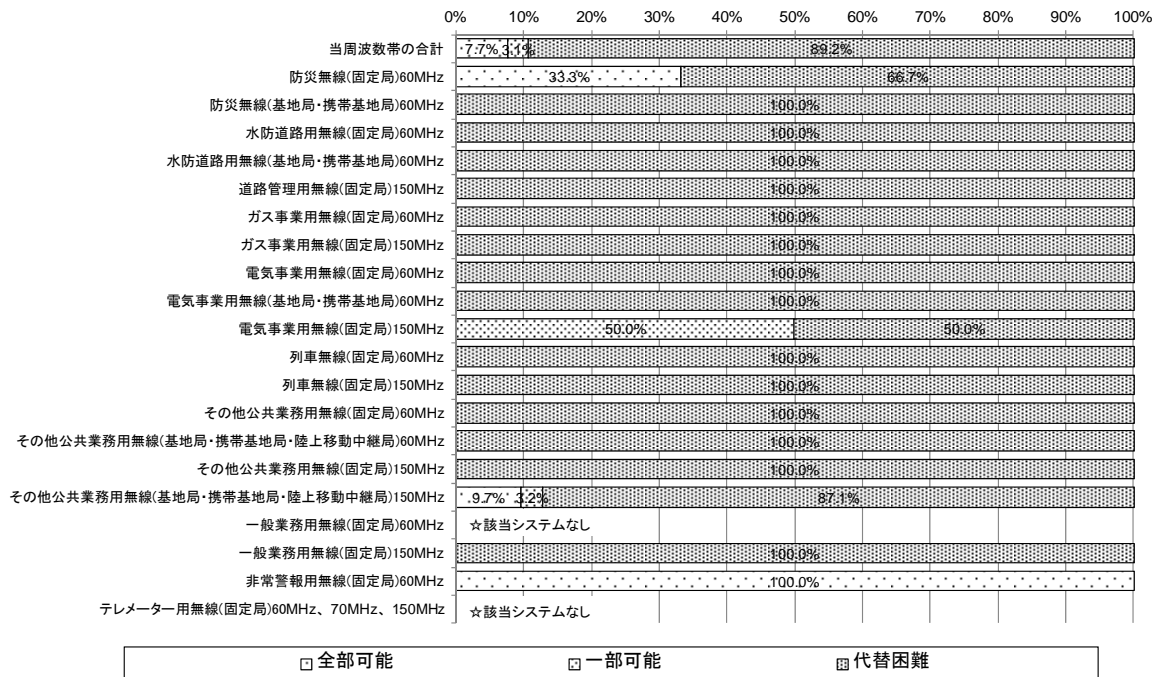 0% 10% 20% 30% 40% 50% 60% 70% 80% 90% 100%
当周波数帯の合計 7.7% 3.1% 89.2%
防災無線(固定局)60MHz 33.3% 66.7%
防災無線(基地局・携帯基地局)60MHz 100.0%
水防道路用無線(固定局)60MHz 100.0%
水防道路用無線(基地局・携帯基地局)60MHz 100.0%
道路管理用無線(固定局)150MHz 100.0%
ガス事業用無線(固定局)60MHz 100.0%
ガス事業用無線(固定局)150MHz 100.0%
電気事業用無線(固定局)60MHz 100.0%
電気事業用無線(基地局・携帯基地局)60MHz 100.0%
電気事業用無線(固定局)150MHz 50.0% 50.0%
列車無線(固定局)60MHz 100.0%
列車無線(固定局)150MHz 100.0%
その他公共業務用無線(固定局)60MHz 100.0%
その他公共業務用無線(基地局・携帯基地局・陸上移動中継局)60MHz 100.0%
その他公共業務用無線(固定局)150MHz 100.0%
その他公共業務用無線(基地局・携帯基地局・陸上移動中継局)150MHz 9.7% 3.2% 87.1%
一般業務用無線(固定局)60MHz ☆該当システムなし
一般業務用無線(固定局)150MHz 100.0%
非常警報用無線(固定局)60MHz 100.0%
テレメーター用無線(固定局)60MHz、70MHz、150MHz ☆該当システムなし
全部可能 一部可能 代替困難